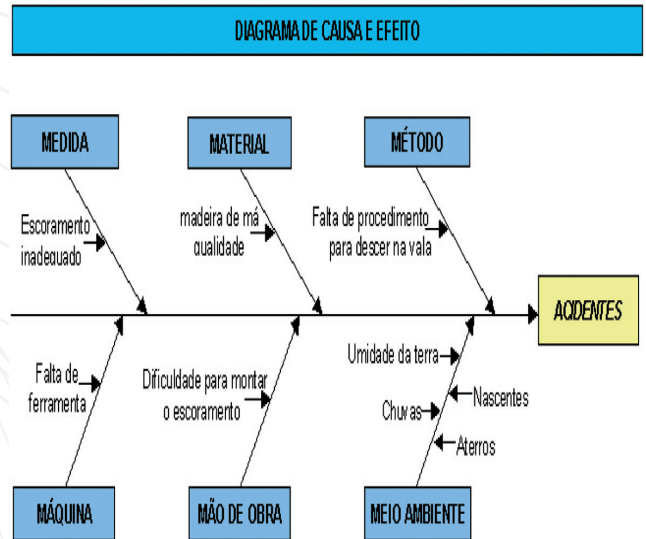 DIAGRAMA DE CAUSA E EFEITO
MEDIDA
MATERIAL
MÉTODO
Escoramento
inadequado
madeira de má
qualidade
Falta de procedimento
para descer na vala
ACIDENTES
Falta de
ferramenta
Dificuldade para montar
o escoramento
Umidade da terra
Nascentes
Chuvas
Aterros
MÁQUINA
MÃO DE OBRA
MEIO AMBIENTE